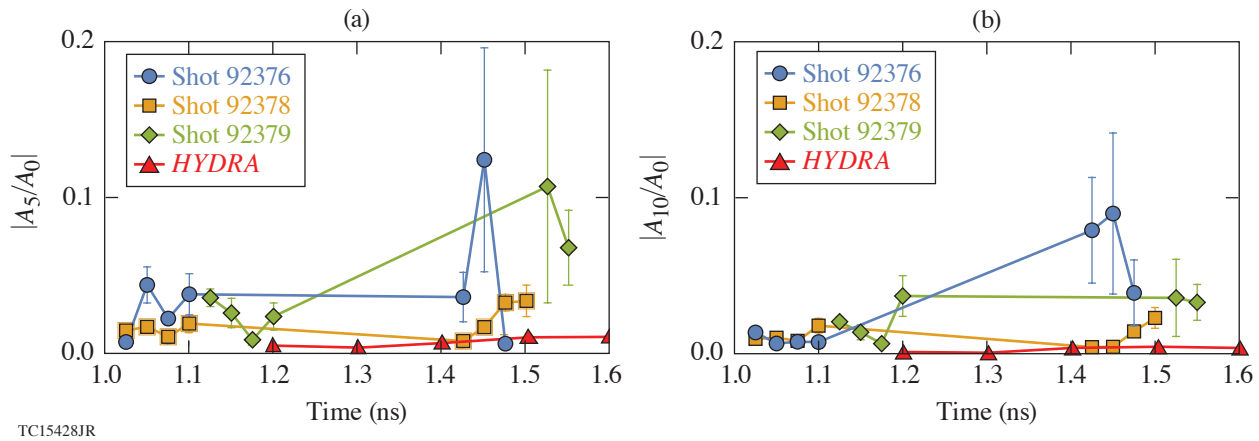 (a)
0.2
0.1
0.0
|A5/A0|
Shot 92376
Shot 92378
Shot 92379
HYDRA
1.0 1.1 1.2 1.3 1.4 1.5 1.6
Time (ns)
(b)
0.2
0.1
0.0
|A10/A0|
Shot 92376
Shot 92378
Shot 92379
HYDRA
1.0 1.1 1.2 1.3 1.4 1.5 1.6
Time (ns)
TC15428JR